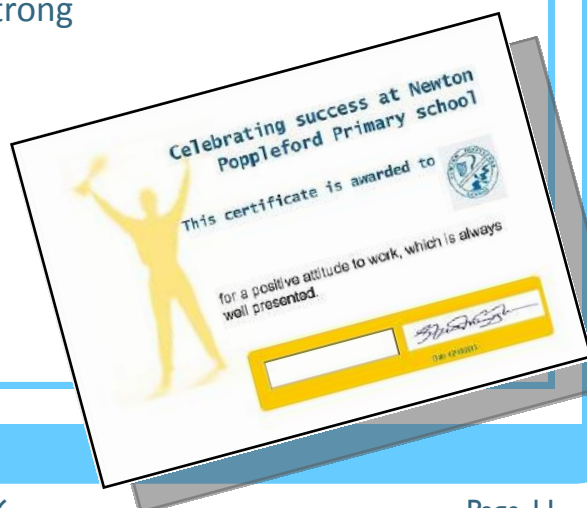 trong
Celebrating success at Newton
Poppleford Primary school
This certificate is awarded to
for a positive attitude to work, which is always
well presented.
Page 11